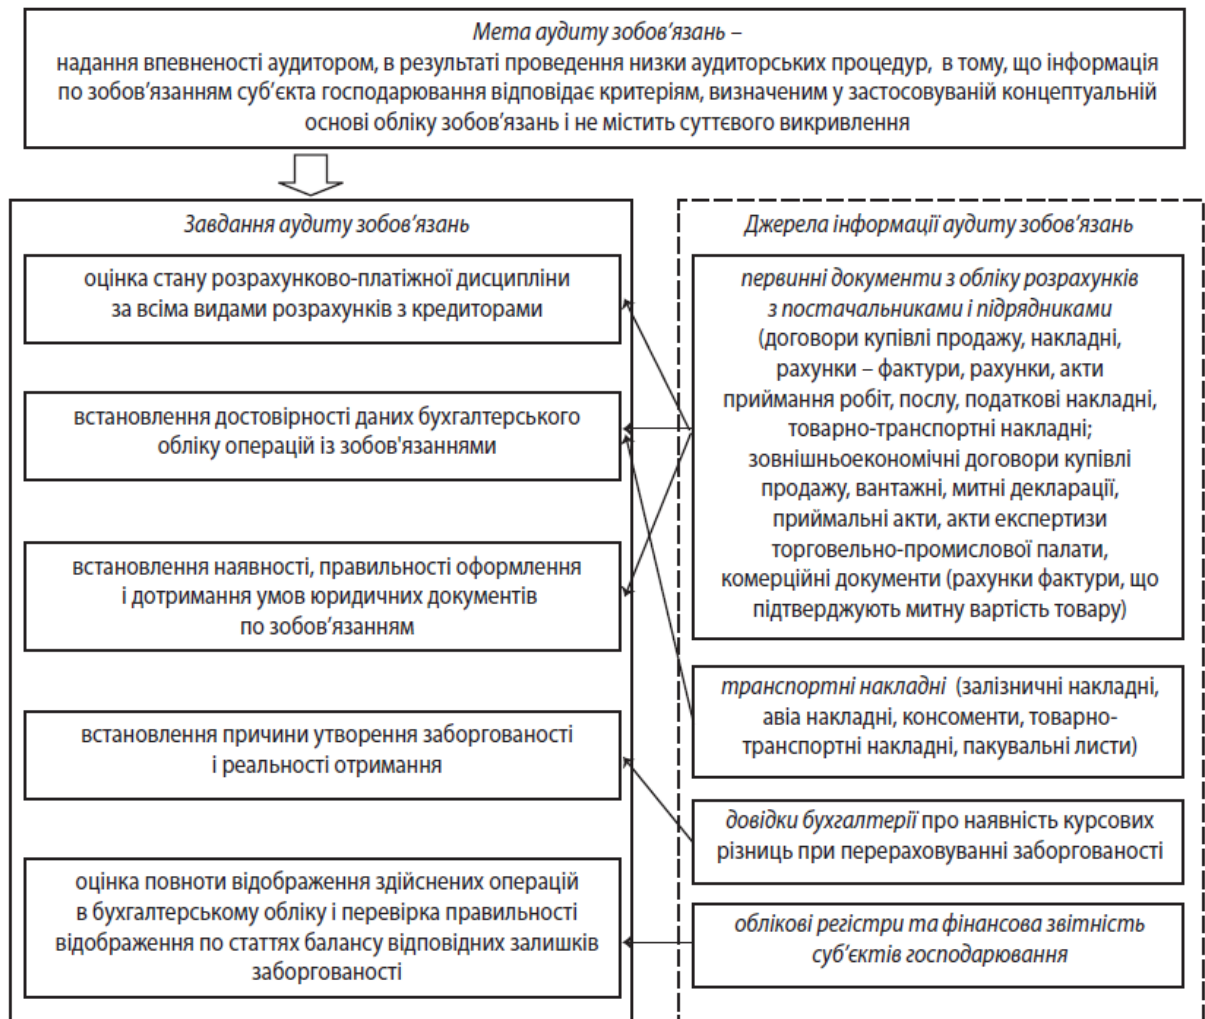 Мета аудиту зобов’язань –
надання впевненості аудитором, в результаті проведення низки аудиторських процедур, в тому, що інформація
по зобов’язанням суб’єкта господарювання відповідає критеріям, визначеним у застосовуваній концептуальній
основі обліку зобов’язань і не містить суттєвого викривлення
Завдання аудиту зобов’язань
оцінка стану розрахунково-платіжної дисципліни
за всіма видами розрахунків з кредиторами
встановлення достовірності даних бухгалтерського
обліку операцій із зобов'язаннями
встановлення наявності, правильності оформлення
і дотримання умов юридичних документів
по зобов’язанням
встановлення причини утворення заборгованості
і реальності отримання
оцінка повноти відображення здійснених операцій
в бухгалтерському обліку і перевірка правильності
відображення по статтях балансу відповідних залишків
заборгованості
Джерела інформації аудиту зобов’язань
первинні документи з обліку розрахунків
з постачальниками і підрядниками
(договори купівлі продажу, накладні,
рахунки – фактури, рахунки, акти
приймання робіт, послу, податкові накладні,
товарно-транспортні накладні;
зовнішньоекономічні договори купівлі
продажу, вантажні, митні декларації,
приймальні акти, акти експертизи
торговельно-промислової палати,
комерційні документи (рахунки фактури, що
підтверджують митну вартість товару)
транспортні накладні (залізничні накладні,
авіа накладні, консоменти, товарно-
транспортні накладні, пакувальні листи)
довідки бухгалтерії про наявність курсових
різниць при перераховуванні заборгованості
облікові регістри та фінансова звітність
суб’єктів господарювання